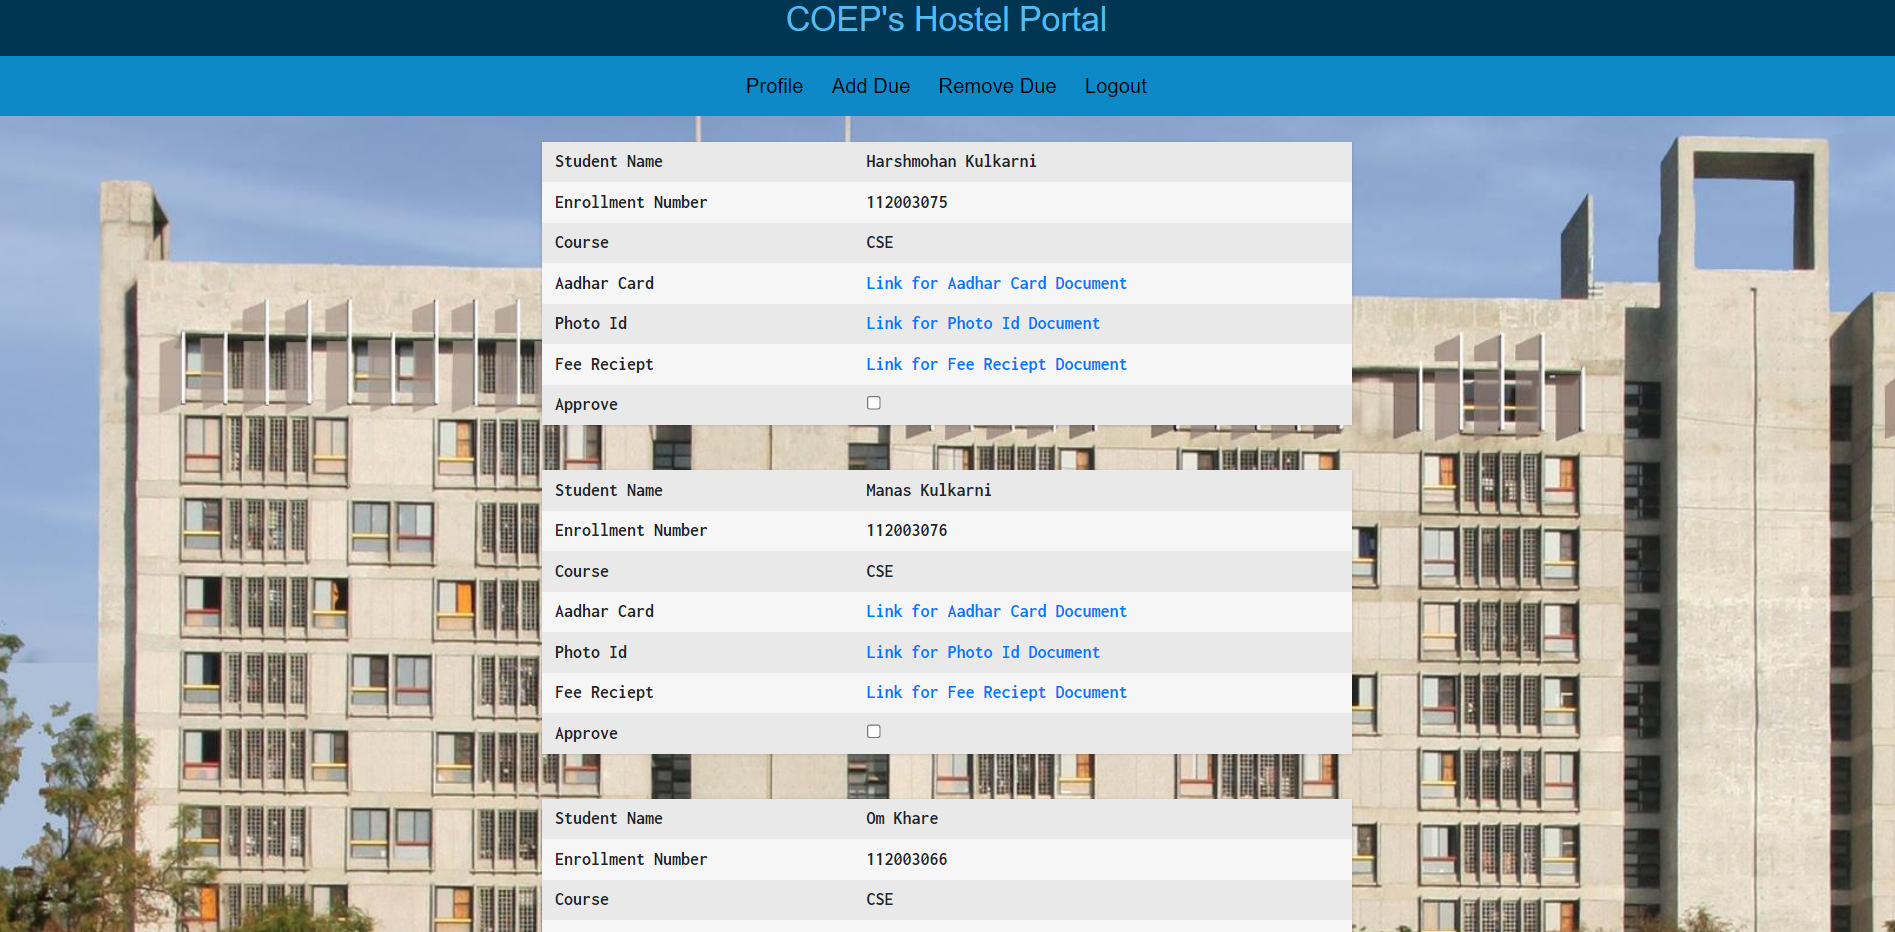 COEP's Hostel Portal
Profile Add Due Remove Due Logout
Student Name Harshmohan Kulkarni
Enrollment Number 112003075
Course CSE
Aadhar Card Link for Aadhar Card Document
Photo Id Link for Photo Id Document
Fee Reciept Link for Fee Reciept Document
Approve
Student Name Manas Kulkarni
Enrollment Number 112003076
Course CSE
Aadhar Card Link for Aadhar Card Document
Photo Id Link for Photo Id Document
Fee Reciept Link for Fee Reciept Document
Approve
Student Name Om Khare
Enrollment Number 112003066
Course CSE